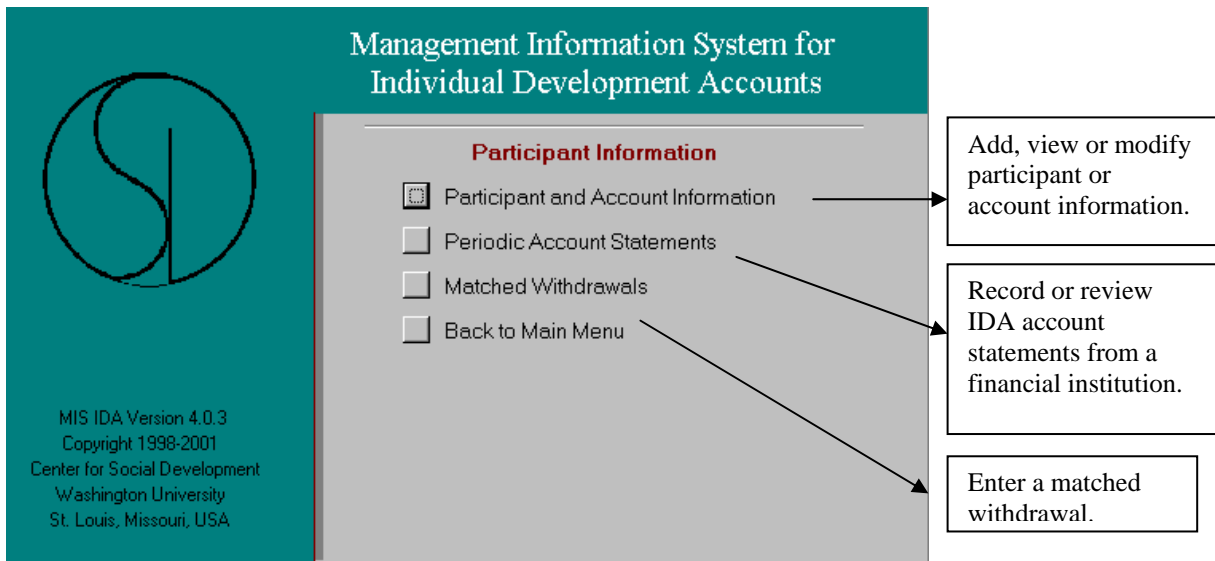 Management Information System for
Individual Development Accounts
Participant Information
Participant and Account Information
Periodic Account Statements
Matched Withdrawals
Back to Main Menu
MIS IDA Version 4.0.3
Copyright 1998-2001
Center for Social Development
Washington University
St. Louis, Missouri, USA
Add, view or modify
participant or
account information.
Record or review
IDA account
statements from a
financial institution.
Enter a matched
withdrawal.